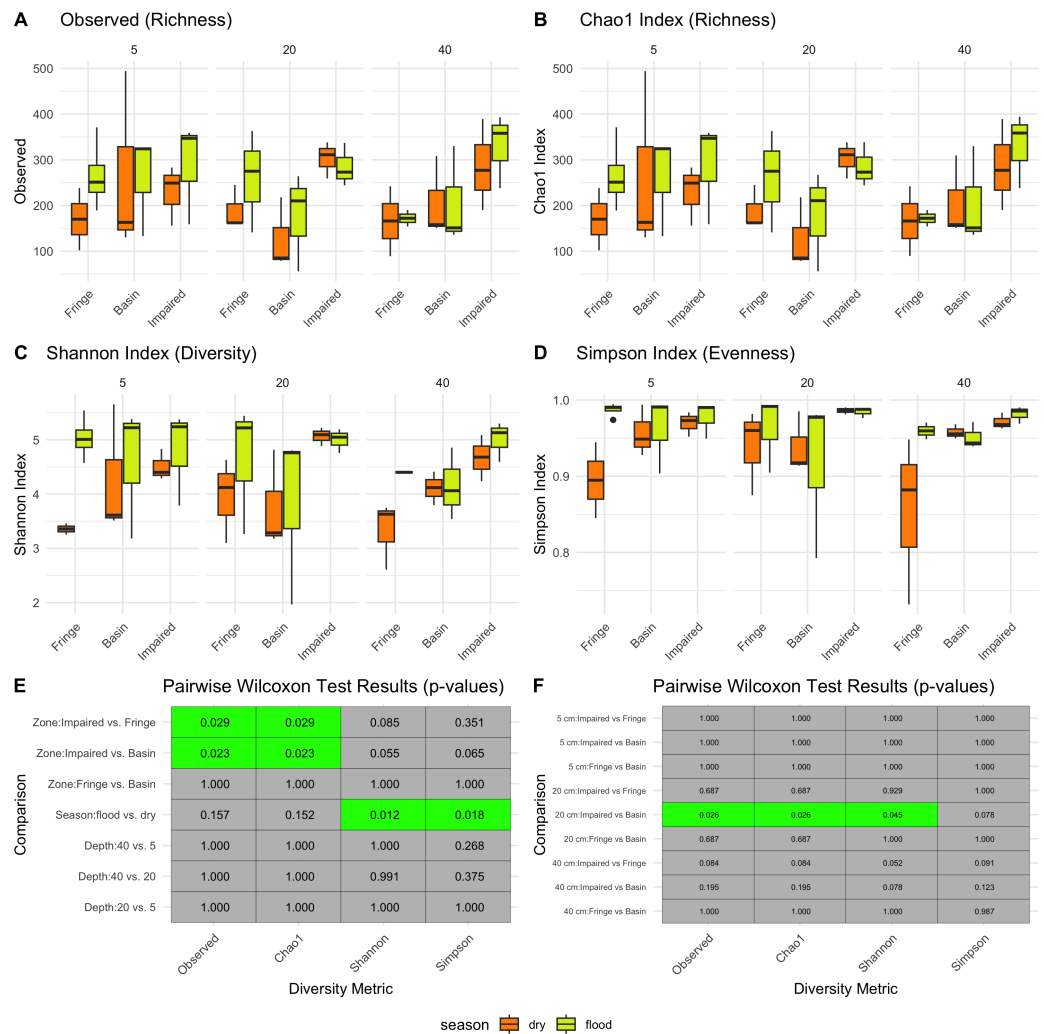 A Observed (Richness)
5 20 40
Observed
500
400
300
200
100
Fringe Basin Impaired Fringe Basin Impaired Fringe Basin Impaired
B Chao1 Index (Richness)
5 20 40
Chao1 Index
500
400
300
200
100
Fringe Basin Impaired Fringe Basin Impaired Fringe Basin Impaired
C Shannon Index (Diversity)
5 20 40
Shannon Index
5
4
3
2
Fringe Basin Impaired Fringe Basin Impaired Fringe Basin Impaired
D Simpson Index (Evenness)
5 20 40
Simpson Index
1.0
0.9
0.8
Fringe Basin Impaired Fringe Basin Impaired Fringe Basin Impaired
E Pairwise Wilcoxon Test Results (p-values)
Comparison
Zone:Impaired vs. Fringe 0.029 0.029 0.085 0.351
Zone:Impaired vs. Basin 0.023 0.023 0.055 0.065
Zone:Fringe vs. Basin 1.000 1.000 1.000 1.000
Season:flood vs. dry 0.157 0.152 0.012 0.018
Depth:40 vs. 5 1.000 1.000 1.000 0.268
Depth:40 vs. 20 1.000 1.000 0.991 0.375
Depth:20 vs. 5 1.000 1.000 1.000 1.000
Observed Chao1 Shannon Simpson
Diversity Metric
F Pairwise Wilcoxon Test Results (p-values)
Comparison
5 cm:Impaired vs Fringe 1.000 1.000 1.000 1.000
5 cm:Impaired vs Basin 1.000 1.000 1.000 1.000
5 cm:Fringe vs Basin 1.000 1.000 1.000 1.000
20 cm:Impaired vs Fringe 0.687 0.687 0.929 1.000
20 cm:Impaired vs Basin 0.026 0.026 0.045 0.078
20 cm:Fringe vs Basin 0.687 0.687 1.000 1.000
40 cm:Impaired vs Fringe 0.084 0.084 0.052 0.091
40 cm:Impaired vs Basin 0.195 0.195 0.078 0.123
40 cm:Fringe vs Basin 1.000 1.000 1.000 0.987
Observed Chao1 Shannon Simpson
Diversity Metric
season dry flood